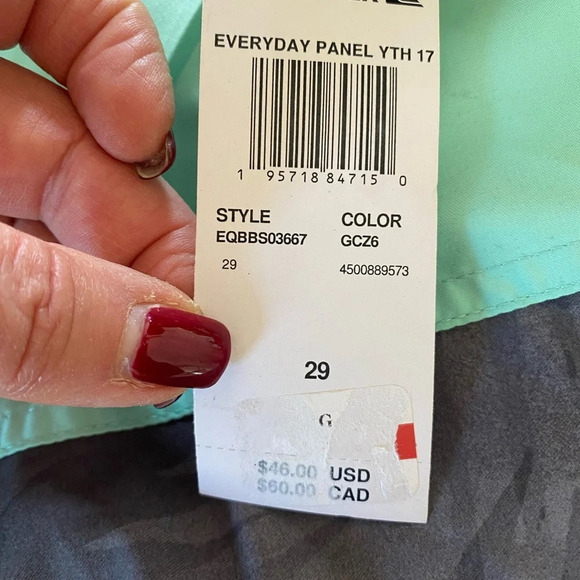 EVERYDAY PANEL YTH 17
1 95718 84715 0
STYLE COLOR
EQBBS03667 GCZ6
29 4500889573
29
G
$46.00 USD
$60.00 CAD